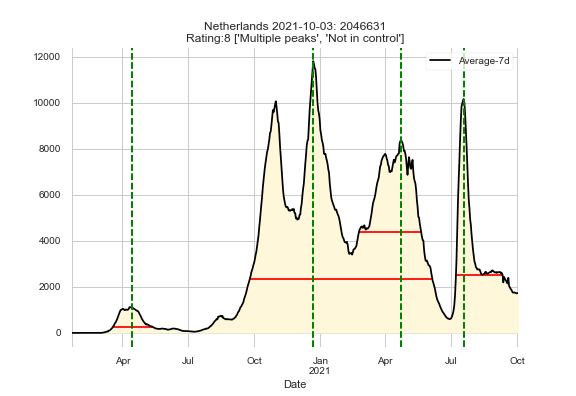 Netherlands 2021-10-03: 2046631
Rating:8 ['Multiple peaks', 'Not in control']
Average-7d
12000
10000
8000
6000
4000
2000
0
Apr Jul Oct Jan Apr Jul Oct
2021
Date